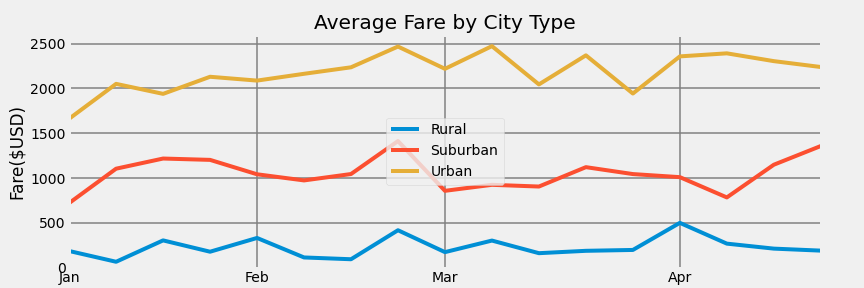 Average Fare by City Type
Fare($USD)
2500
2000
1500
1000
500
0
Rural
Suburban
Urban
Jan
Feb
Mar
Apr